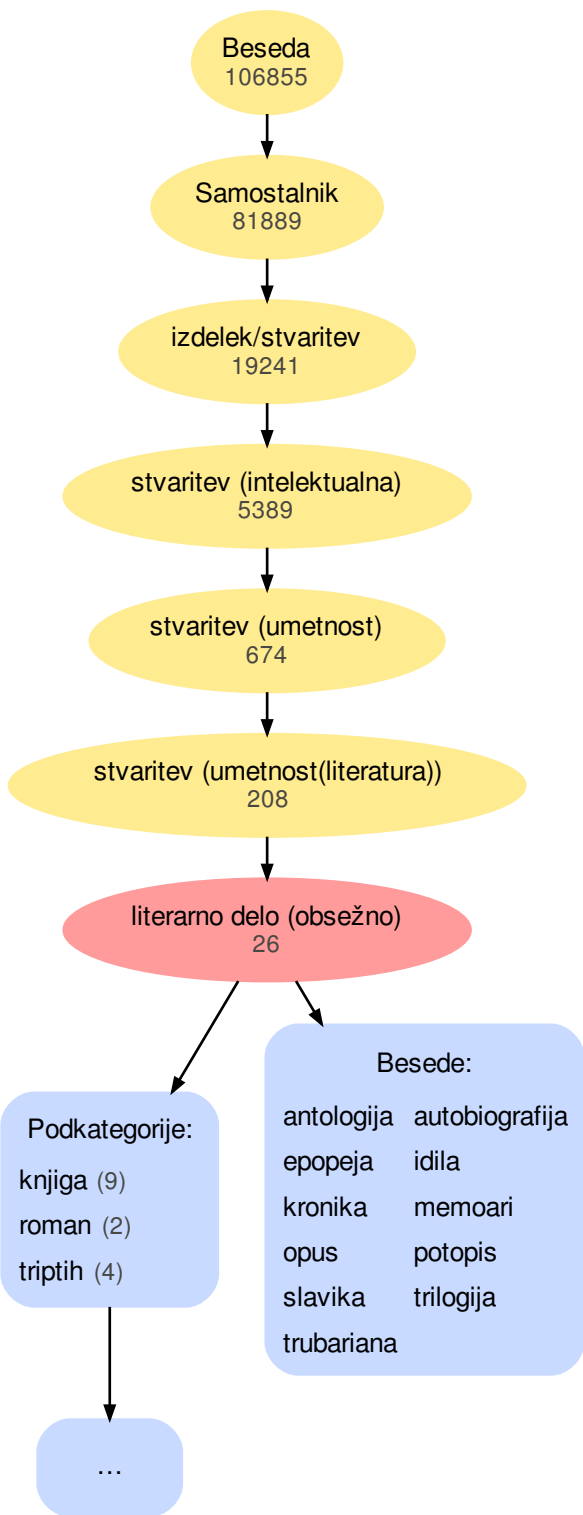 Beseda
106855
Samostalnik
81889
izdelek/stvaritev
19241
stvaritev (intelektualna)
5389
stvaritev (umetnost)
674
stvaritev (umetnost(literatura))
208
literarno delo (obsežno)
26
Podkategorije:
knjiga (9)
roman (2)
triptih (4)
...
Besede:
antologija autobiografija
epopeja idila
kronika memoari
opus potopis
slavika trilogija
trubariana